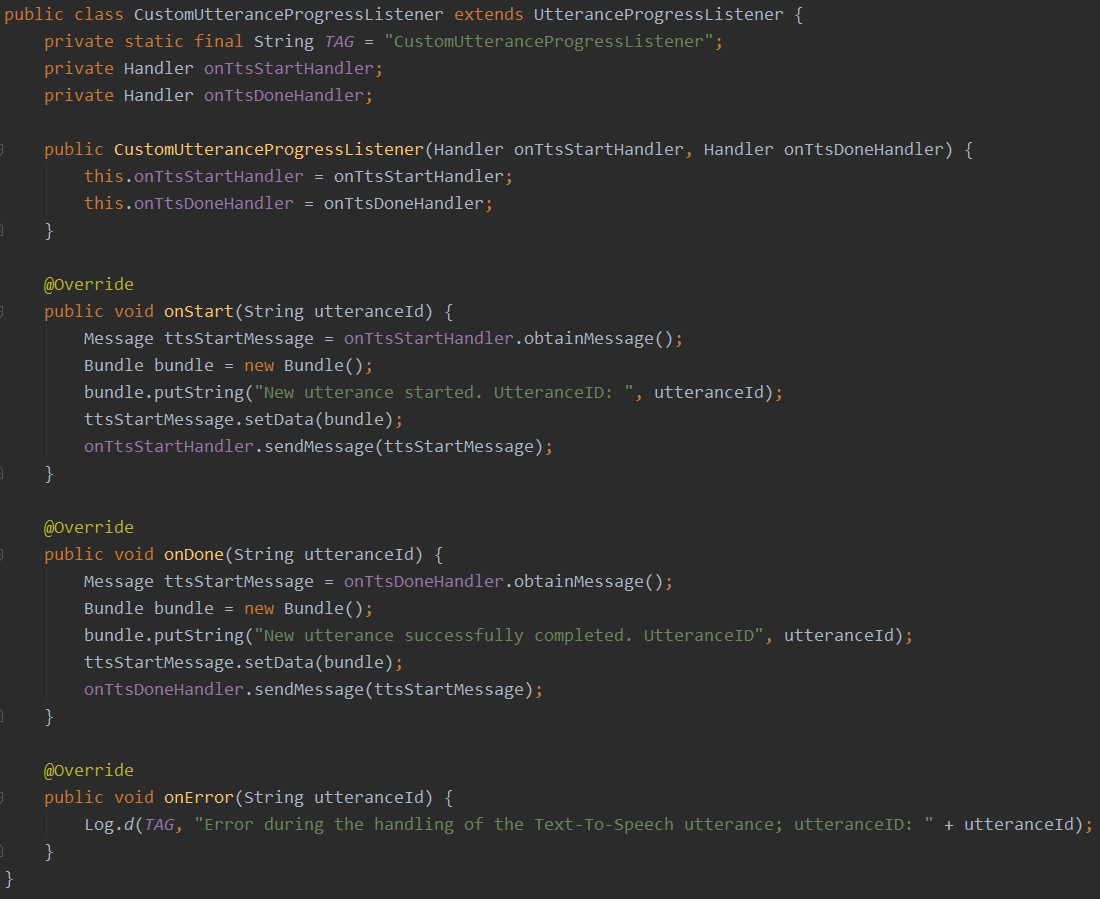 public class CustomUtteranceProgressListener extends UtteranceProgressListener {
    private static final String TAG = "CustomUtteranceProgressListener";
    private Handler onTtsStartHandler;
    private Handler onTtsDoneHandler;

    public CustomUtteranceProgressListener(Handler onTtsStartHandler, Handler onTtsDoneHandler) {
        this.onTtsStartHandler = onTtsStartHandler;
        this.onTtsDoneHandler = onTtsDoneHandler;
    }

    @Override
    public void onStart(String utteranceId) {
        Message ttsStartMessage = onTtsStartHandler.obtainMessage();
        Bundle bundle = new Bundle();
        bundle.putString("New utterance started. UtteranceID: ", utteranceId);
        ttsStartMessage.setData(bundle);
        onTtsStartHandler.sendMessage(ttsStartMessage);
    }

    @Override
    public void onDone(String utteranceId) {
        Message ttsStartMessage = onTtsDoneHandler.obtainMessage();
        Bundle bundle = new Bundle();
        bundle.putString("New utterance successfully completed. UtteranceID", utteranceId);
        ttsStartMessage.setData(bundle);
        onTtsDoneHandler.sendMessage(ttsStartMessage);
    }

    @Override
    public void onError(String utteranceId) {
        Log.d(TAG, "Error during the handling of the Text-To-Speech utterance; utteranceID: " + utteranceId);
    }
}